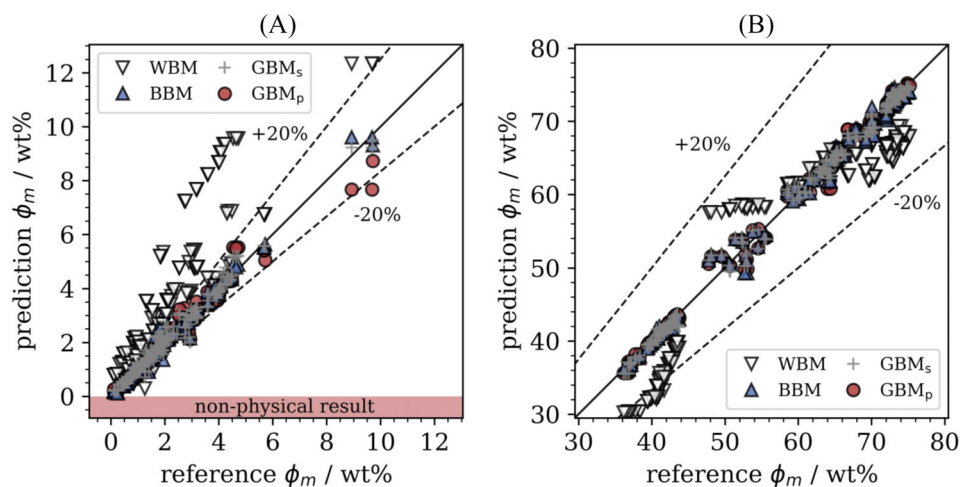 (A)
prediction ϕm / wt%
12
10
8
6
4
2
0
WBM
BBM
GBMs
GBMp
+20%
-20%
non-physical result
0 2 4 6 8 10 12
reference ϕm / wt%
(B)
prediction ϕm / wt%
80
70
60
50
40
30
+20%
-20%
WBM
BBM
GBMs
GBMp
30 40 50 60 70 80
reference ϕm / wt%